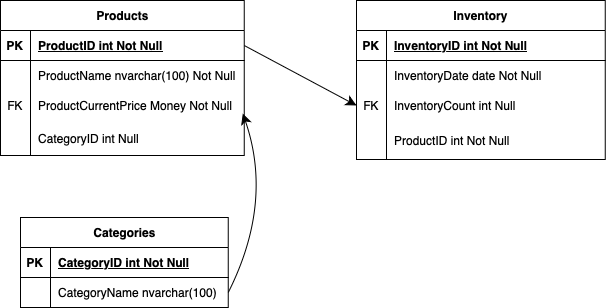 Products
PK ProductID int Not Null
ProductName nvarchar(100) Not Null
FK ProductCurrentPrice Money Not Null
CategoryID int Null
Inventory
PK InventoryID int Not Null
InventoryDate date Not Null
FK InventoryCount int Null
ProductID int Not Null
Categories
PK CategoryID int Not Null
CategoryName nvarchar(100)